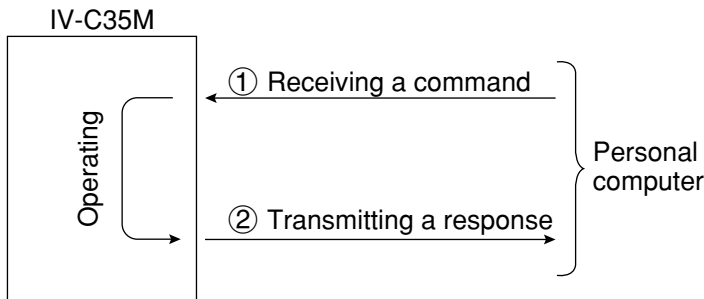 IV-C35M
① Receiving a command
Operating
② Transmitting a response
Personal
computer